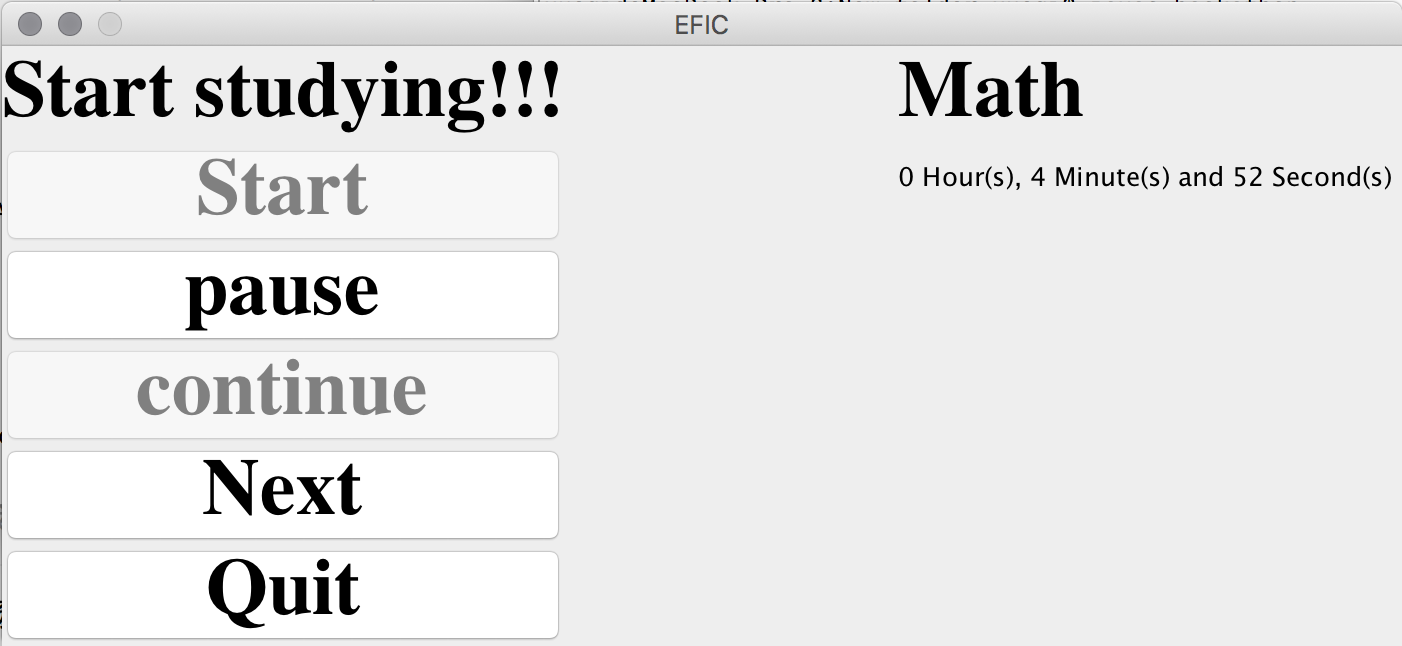 EFIC
Start studying!!!
Start
pause
continue
Next
Quit
Math
0 Hour(s), 4 Minute(s) and 52 Second(s)